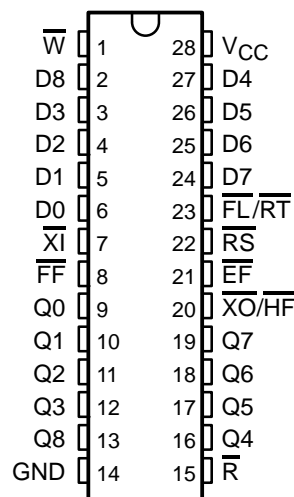 W̅ 1 28 VCC
D8 2 27 D4
D3 3 26 D5
D2 4 25 D6
D1 5 24 D7
D0 6 23 F̅L̅/R̅T̅
X̅I̅ 7 22 R̅S̅
F̅F̅ 8 21 E̅F̅
Q0 9 20 X̅O̅/H̅F̅
Q1 10 19 Q7
Q2 11 18 Q6
Q3 12 17 Q5
Q8 13 16 Q4
GND 14 15 R̅